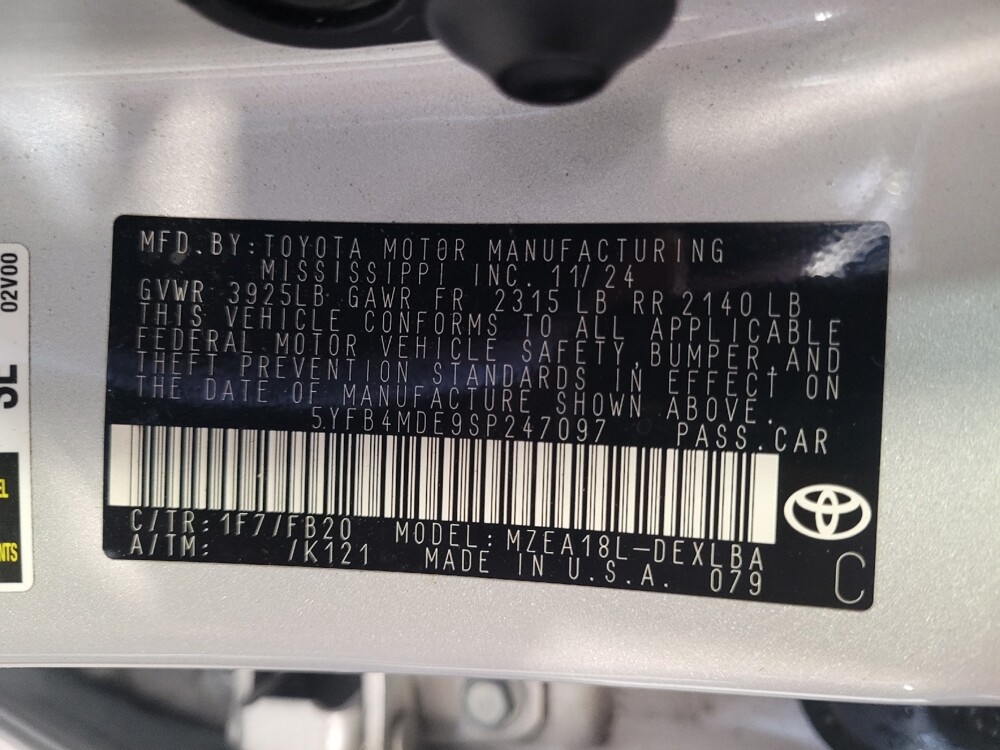 MFD.BY:TOYOTA MOTOR MANUFACTURING
MISSISSIPPI INC. 11/24
GVWR 3925LB GAWR FR 2315 LB RR 2140 LB
THIS VEHICLE CONFORMS TO ALL APPLICABLE
FEDERAL MOTOR VEHICLE SAFETY,BUMPER,AND
THEFT PREVENTION STANDARDS IN EFFECT ON
THE DATE OF MANUFACTURE SHOWN ABOVE.
5YFB4MDE9SP247097 PASS.CAR
C/TR: 1F7/FB20 MODEL: MZEA18L-DEXLBA
A/TM: /K121 MADE IN U.S.A. 079
C
02V00